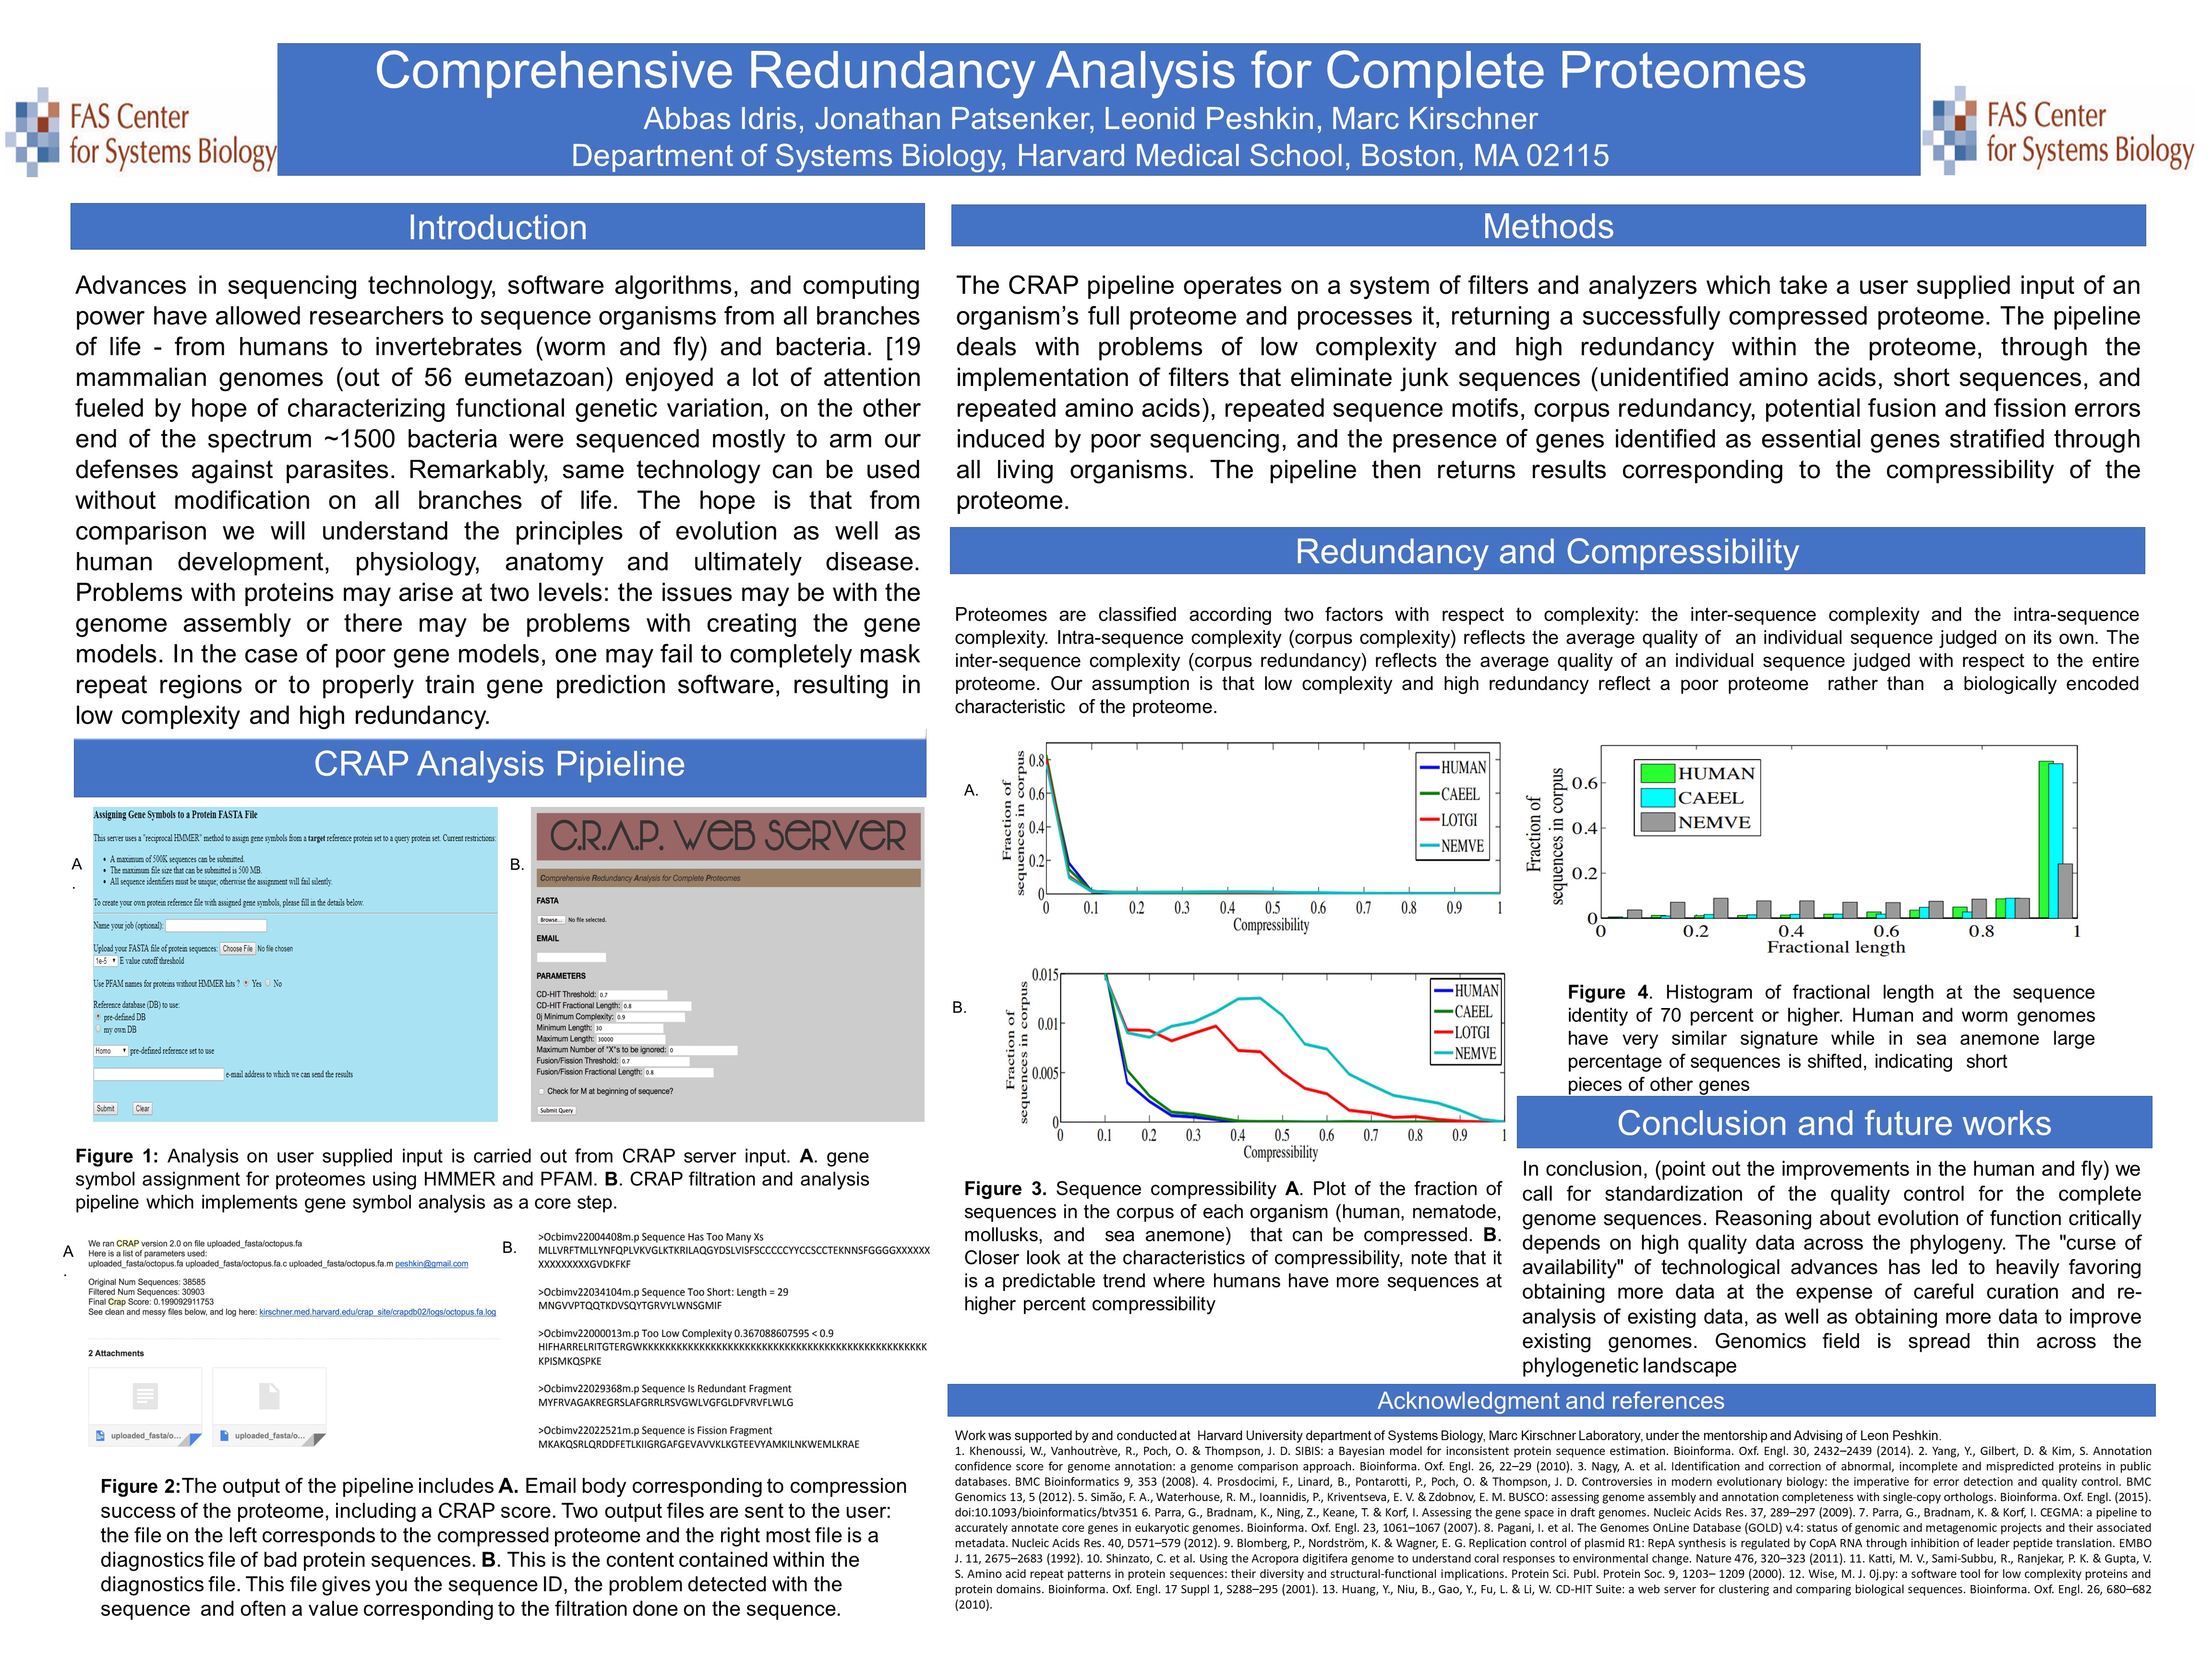 Comprehensive Redundancy Analysis for Complete Proteomes
Abbas Idris, Jonathan Patsenker, Leonid Peshkin, Marc Kirschner
Department of Systems Biology, Harvard Medical School, Boston, MA 02115
FAS Center
for Systems Biology
FAS Center
for Systems Biology
Introduction
Advances in sequencing technology, software algorithms, and computing
power have allowed researchers to sequence organisms from all branches
of life - from humans to invertebrates (worm and fly) and bacteria. [19
mammalian genomes (out of 56 eumetazoan) enjoyed a lot of attention
fueled by hope of characterizing functional genetic variation, on the other
end of the spectrum ~1500 bacteria were sequenced mostly to arm our
defenses against parasites. Remarkably, same technology can be used
without modification on all branches of life. The hope is that from
comparison we will understand the principles of evolution as well as
human development, physiology, anatomy and ultimately disease.
Problems with proteins may arise at two levels: the issues may be with the
genome assembly or there may be problems with creating the gene
models. In the case of poor gene models, one may fail to completely mask
repeat regions or to properly train gene prediction software, resulting in
low complexity and high redundancy.
CRAP Analysis Pipieline
A
.
Assigning Gene Symbols to a Protein FASTA File
This server uses a "reciprocal HMMER" method to assign gene symbols from a target reference protein set to a query protein set. Current restrictions:
• A maximum of 500K sequences can be submitted.
• The maximum file size that can be submitted is 500 MB.
• All sequence identifiers must be unique, otherwise the assignment will fail silently.
To create your own protein reference file with assigned gene symbols, please fill in the details below.
Name your job (optional):
Upload your FASTA file of protein sequences: Choose File No file chosen
1e-5 E value cutoff threshold
Use PFAM names for proteins without HMMER hits ? Yes No
Reference database (DB) to use:
pre-defined DB
my own DB
Homo pre-defined reference set to use
e-mail address to which we can send the results
Submit Clear
B.
C.R.A.P. WEB SERVER
Comprehensive Redundancy Analysis for Complete Proteomes
FASTA
Browse... No file selected.
EMAIL
PARAMETERS
CD-HIT Threshold: 0.7
CD-HIT Fractional Length: 0.8
0j Minimum Complexity: 0.9
Minimum Length: 30
Maximum Length: 30000
Maximum Number of "X"s to be ignored: 0
Fusion/Fission Threshold: 0.7
Fusion/Fission Fractional Length: 0.8
Check for M at beginning of sequence?
Submit Query
Figure 1: Analysis on user supplied input is carried out from CRAP server input. A. gene
symbol assignment for proteomes using HMMER and PFAM. B. CRAP filtration and analysis
pipeline which implements gene symbol analysis as a core step.
A
.
We ran CRAP version 2.0 on file uploaded_fasta/octopus.fa
Here is a list of parameters used:
uploaded_fasta/octopus.fa uploaded_fasta/octopus.fa.c uploaded_fasta/octopus.fa.m peshkin@gmail.com
Original Num Sequences: 38585
Filtered Num Sequences: 30903
Final Crap Score: 0.199092911753
See clean and messy files below, and log here: kirschner.med.harvard.edu/crap_site/crapdb02/logs/octopus.fa.log
2 Attachments
uploaded_fasta/o...
uploaded_fasta/o...
B.
>Ocbimv22004408m.p Sequence Has Too Many Xs
MLLVRFTMLLYNFQPLVKVGLKTKRILAQGYDSLVISFSCCCCCYYCCSCCTEKNNSFGGGGXXXXXX
XXXXXXXXXGVDKFKF
>Ocbimv22034104m.p Sequence Too Short: Length = 29
MNGVVPTQQTKDVSQYTGRVYLWNSGMIF
>Ocbimv22000013m.p Too Low Complexity 0.367088607595 < 0.9
HIFHARRELRITGTERGWKKKKKKKKKKKKKKKKKKKKKKKKKKKKKKKKKKKKKKKKKKKKKKKKKK
KPISMKQSPKE
>Ocbimv22029368m.p Sequence Is Redundant Fragment
MYFRVAGAKREGRSLAFGRRLRSVGWLVGFGLDFVRVFLWLG
>Ocbimv22022521m.p Sequence is Fission Fragment
MKAKQSRLQRDDFETLKIIGRGAFGEVAVVKLKGTEEVYAMKILNKWEMLKRAE
Figure 2:The output of the pipeline includes A. Email body corresponding to compression
success of the proteome, including a CRAP score. Two output files are sent to the user:
the file on the left corresponds to the compressed proteome and the right most file is a
diagnostics file of bad protein sequences. B. This is the content contained within the
diagnostics file. This file gives you the sequence ID, the problem detected with the
sequence and often a value corresponding to the filtration done on the sequence.
Methods
The CRAP pipeline operates on a system of filters and analyzers which take a user supplied input of an
organism's full proteome and processes it, returning a successfully compressed proteome. The pipeline
deals with problems of low complexity and high redundancy within the proteome, through the
implementation of filters that eliminate junk sequences (unidentified amino acids, short sequences, and
repeated amino acids), repeated sequence motifs, corpus redundancy, potential fusion and fission errors
induced by poor sequencing, and the presence of genes identified as essential genes stratified through
all living organisms. The pipeline then returns results corresponding to the compressibility of the
proteome.
Redundancy and Compressibility
Proteomes are classified according two factors with respect to complexity: the inter-sequence complexity and the intra-sequence
complexity. Intra-sequence complexity (corpus complexity) reflects the average quality of an individual sequence judged on its own. The
inter-sequence complexity (corpus redundancy) reflects the average quality of an individual sequence judged with respect to the entire
proteome. Our assumption is that low complexity and high redundancy reflect a poor proteome rather than a biologically encoded
characteristic of the proteome.
A.
Fraction of
sequences in corpus
0.8
0.6
0.4
0.2
0
0 0.1 0.2 0.3 0.4 0.5 0.6 0.7 0.8 0.9 1
Compressibility
HUMAN
CAEEL
LOTGI
NEMVE
B.
Fraction of
sequences in corpus
0.015
0.01
0.005
0
0 0.1 0.2 0.3 0.4 0.5 0.6 0.7 0.8 0.9 1
Compressibility
HUMAN
CAEEL
LOTGI
NEMVE
Figure 3. Sequence compressibility A. Plot of the fraction of
sequences in the corpus of each organism (human, nematode,
mollusks, and sea anemone) that can be compressed. B.
Closer look at the characteristics of compressibility, note that it
is a predictable trend where humans have more sequences at
higher percent compressibility
Fraction of
sequences in corpus
0.6
0.4
0.2
0
0 0.2 0.4 0.6 0.8 1
Fractional length
HUMAN
CAEEL
NEMVE
Figure 4. Histogram of fractional length at the sequence
identity of 70 percent or higher. Human and worm genomes
have very similar signature while in sea anemone large
percentage of sequences is shifted, indicating short
pieces of other genes
Conclusion and future works
In conclusion, (point out the improvements in the human and fly) we
call for standardization of the quality control for the complete
genome sequences. Reasoning about evolution of function critically
depends on high quality data across the phylogeny. The "curse of
availability" of technological advances has led to heavily favoring
obtaining more data at the expense of careful curation and re-
analysis of existing data, as well as obtaining more data to improve
existing genomes. Genomics field is spread thin across the
phylogenetic landscape
Acknowledgment and references
Work was supported by and conducted at Harvard University department of Systems Biology, Marc Kirschner Laboratory, under the mentorship and Advising of Leon Peshkin.
1. Khenoussi, W., Vanhoutrève, R., Poch, O. & Thompson, J. D. SIBIS: a Bayesian model for inconsistent protein sequence estimation. Bioinforma. Oxf. Engl. 30, 2432–2439 (2014). 2. Yang, Y., Gilbert, D. & Kim, S. Annotation
confidence score for genome annotation: a genome comparison approach. Bioinforma. Oxf. Engl. 26, 22–29 (2010). 3. Nagy, A. et al. Identification and correction of abnormal, incomplete and mispredicted proteins in public
databases. BMC Bioinformatics 9, 353 (2008). 4. Prosdocimi, F., Linard, B., Pontarotti, P., Poch, O. & Thompson, J. D. Controversies in modern evolutionary biology: the imperative for error detection and quality control. BMC
Genomics 13, 5 (2012). 5. Simão, F. A., Waterhouse, R. M., Ioannidis, P., Kriventseva, E. V. & Zdobnov, E. M. BUSCO: assessing genome assembly and annotation completeness with single-copy orthologs. Bioinforma. Oxf. Engl. (2015).
doi:10.1093/bioinformatics/btv351 6. Parra, G., Bradnam, K., Ning, Z., Keane, T. & Korf, I. Assessing the gene space in draft genomes. Nucleic Acids Res. 37, 289–297 (2009). 7. Parra, G., Bradnam, K. & Korf, I. CEGMA: a pipeline to
accurately annotate core genes in eukaryotic genomes. Bioinforma. Oxf. Engl. 23, 1061–1067 (2007). 8. Pagani, I. et al. The Genomes OnLine Database (GOLD) v.4: status of genomic and metagenomic projects and their associated
metadata. Nucleic Acids Res. 40, D571–579 (2012). 9. Blomberg, P., Nordström, K. & Wagner, E. G. Replication control of plasmid R1: RepA synthesis is regulated by CopA RNA through inhibition of leader peptide translation. EMBO
J. 11, 2675–2683 (1992). 10. Shinzato, C. et al. Using the Acropora digitifera genome to understand coral responses to environmental change. Nature 476, 320–323 (2011). 11. Katti, M. V., Sami-Subbu, R., Ranjekar, P. K. & Gupta, V.
S. Amino acid repeat patterns in protein sequences: their diversity and structural-functional implications. Protein Sci. Publ. Protein Soc. 9, 1203– 1209 (2000). 12. Wise, M. J. 0j.py: a software tool for low complexity proteins and
protein domains. Bioinforma. Oxf. Engl. 17 Suppl 1, S288–295 (2001). 13. Huang, Y., Niu, B., Gao, Y., Fu, L. & Li, W. CD-HIT Suite: a web server for clustering and comparing biological sequences. Bioinforma. Oxf. Engl. 26, 680–682
(2010).